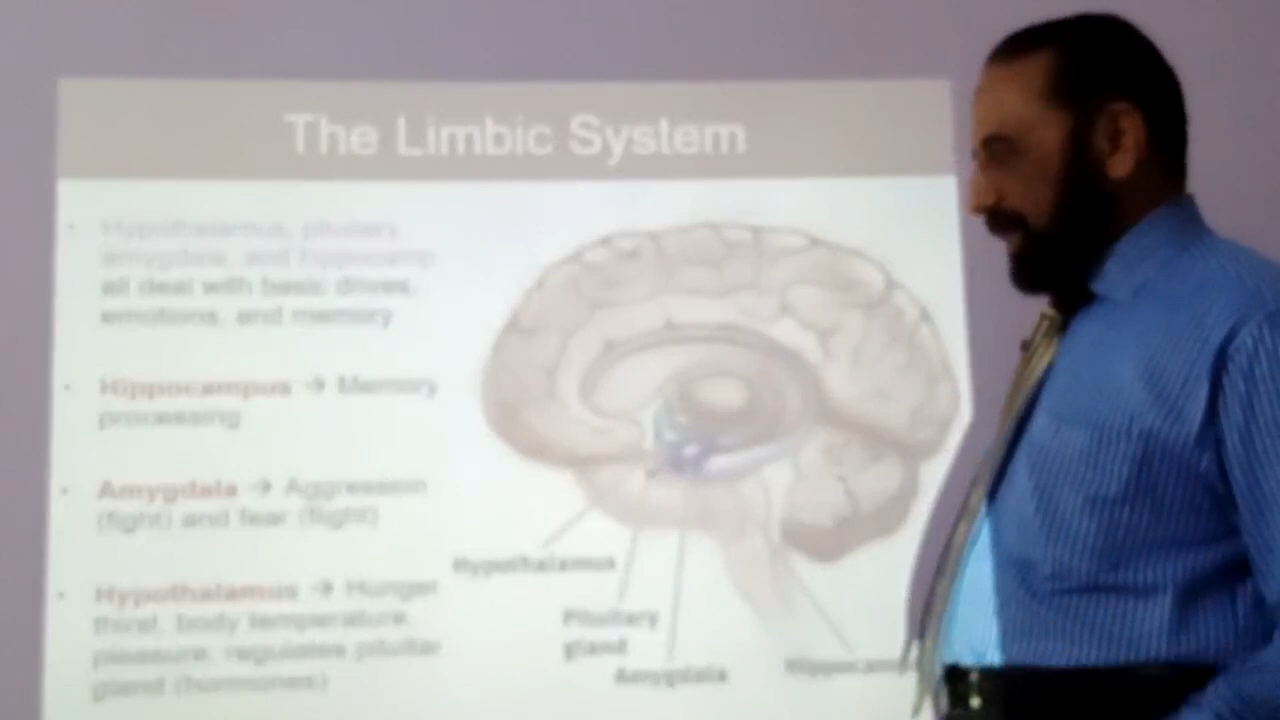 The Limbic System
Hypothalamus, pituitary,
amygdala, and hippocamp
all deal with basic drives,
emotions, and memory
Hippocampus → Memory
processing
Amygdala → Aggression
(fight) and fear (flight)
Hypothalamus → Hunger
thirst, body temperature,
pleasure; regulates pituitar
gland (hormones)
Hypothalamus
Pituitary
gland
Amygdala
Hippocam